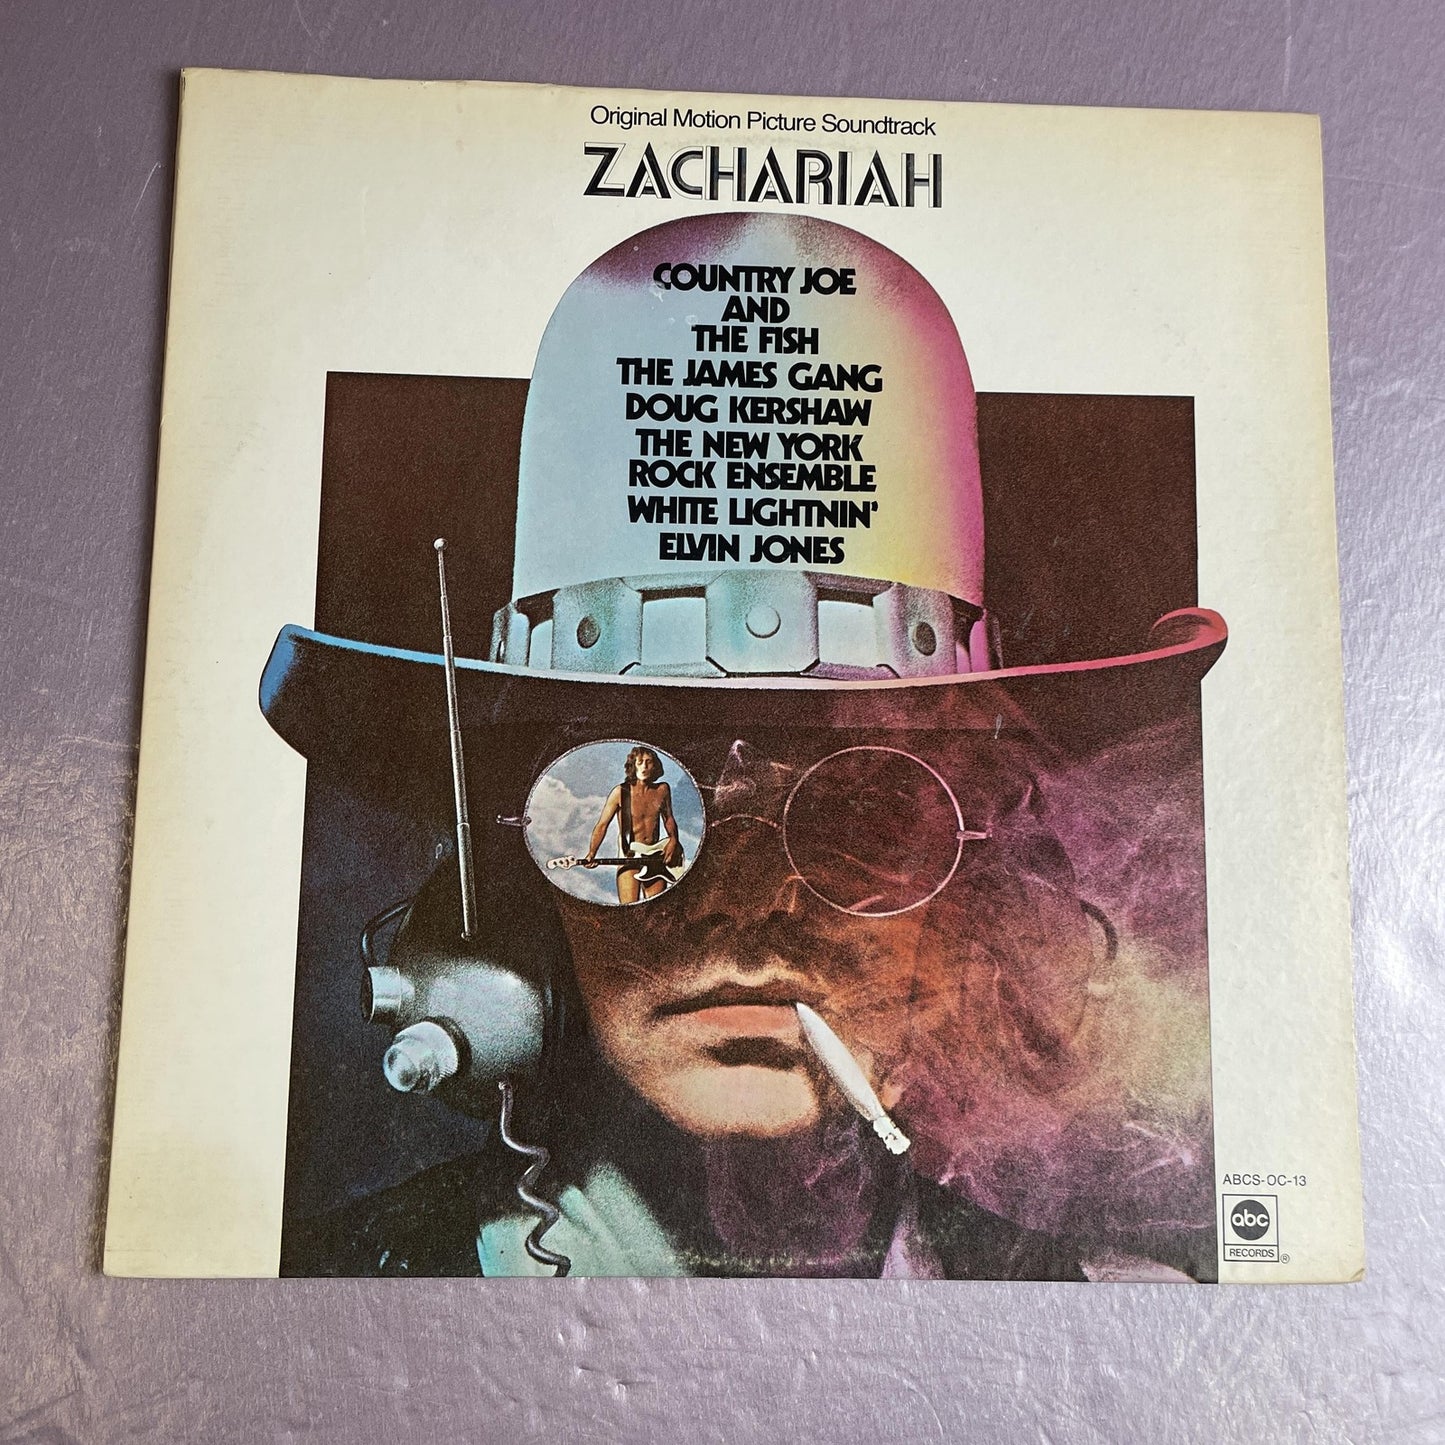 Original Motion Picture Soundtrack
ZACHARIAH
COUNTRY JOE
AND
THE FISH
THE JAMES GANG
DOUG KERSHAW
THE NEW YORK
ROCK ENSEMBLE
WHITE LIGHTNIN'
ELVIN JONES
ABCS-OC-13
abc
RECORDS ®